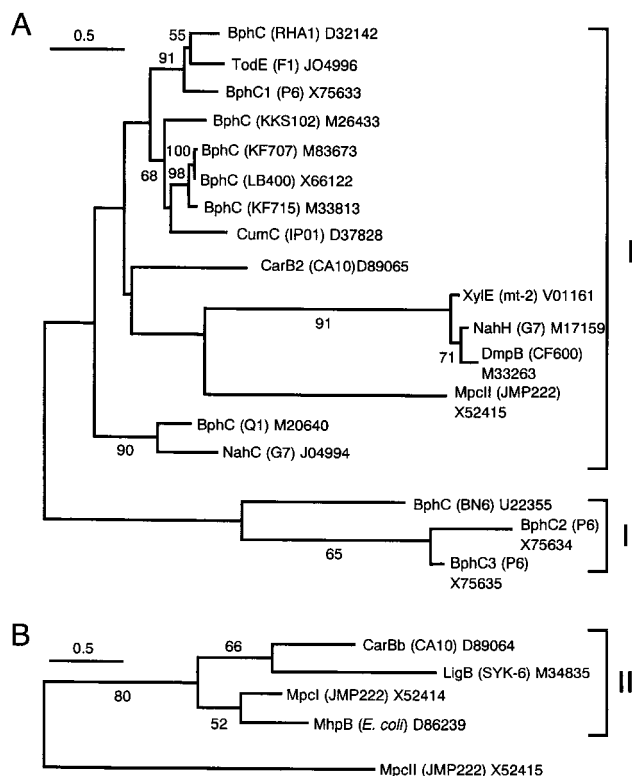 A
0.5
55
BphC (RHA1) D32142
91
TodE (F1) JO4996
BphC1 (P6) X75633
BphC (KKS102) M26433
100
BphC (KF707) M83673
68
98
BphC (LB400) X66122
BphC (KF715) M33813
CumC (IP01) D37828
I
CarB2 (CA10)D89065
XylE (mt-2) V01161
91
NahH (G7) M17159
71
DmpB (CF600)
M33263
MpcII (JMP222)
X52415
BphC (Q1) M20640
90
NahC (G7) J04994
BphC (BN6) U22355
BphC2 (P6)
X75634
I
65
BphC3 (P6)
X75635
B
0.5
66
CarBb (CA10) D89064
LigB (SYK-6) M34835
II
80
MpcI (JMP222) X52414
52
MhpB (E. coli) D86239
MpcII (JMP222) X52415